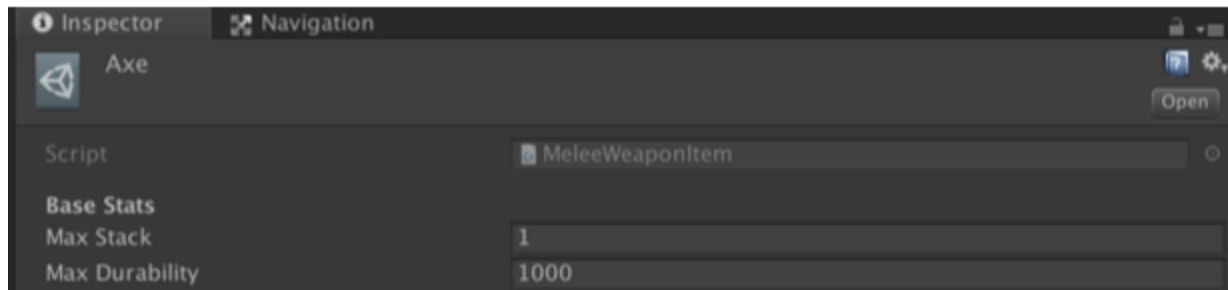 Inspector Navigation
Axe
Open
Script MeleeWeaponItem
Base Stats
Max Stack 1
Max Durability 1000